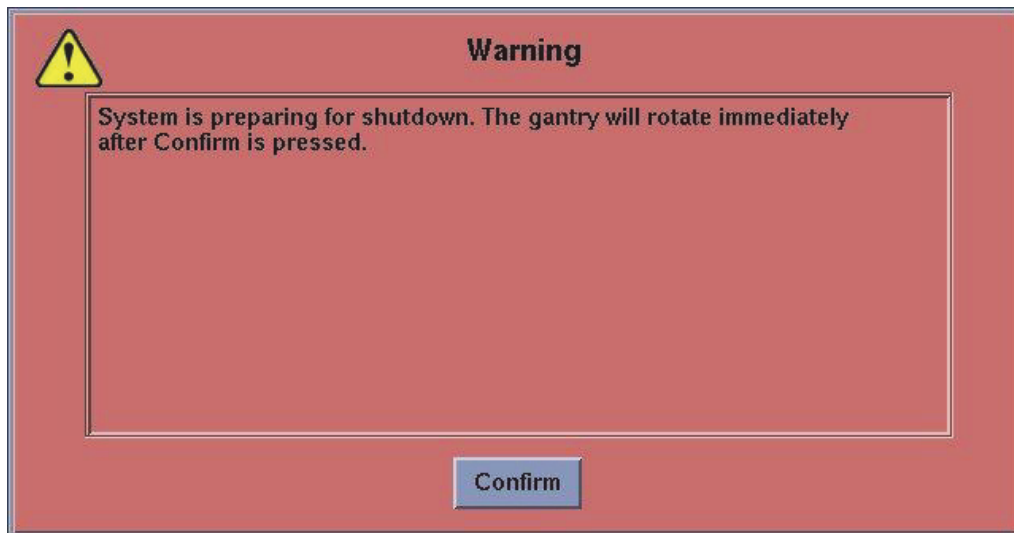 Warning
System is preparing for shutdown. The gantry will rotate immediately
after Confirm is pressed.
Confirm